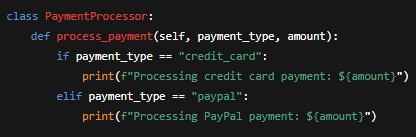 class PaymentProcessor:
    def process_payment(self, payment_type, amount):
        if payment_type == "credit_card":
            print(f"Processing credit card payment: ${amount}")
        elif payment_type == "paypal":
            print(f"Processing PayPal payment: ${amount}")